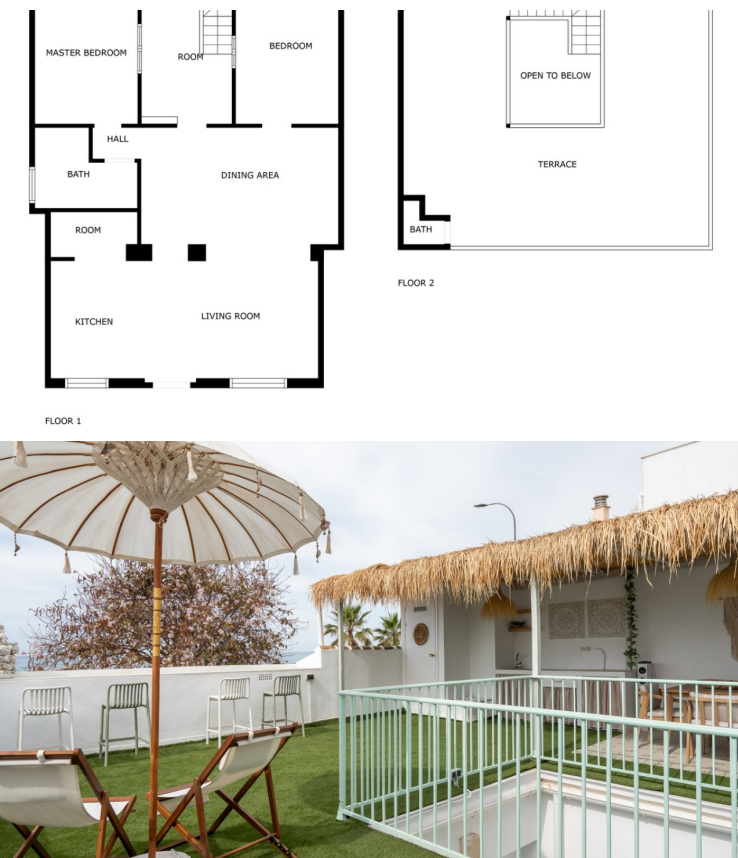 MASTER BEDROOM
ROOM
BEDROOM
HALL
BATH
DINING AREA
ROOM
KITCHEN
LIVING ROOM
FLOOR 1
OPEN TO BELOW
TERRACE
BATH
FLOOR 2